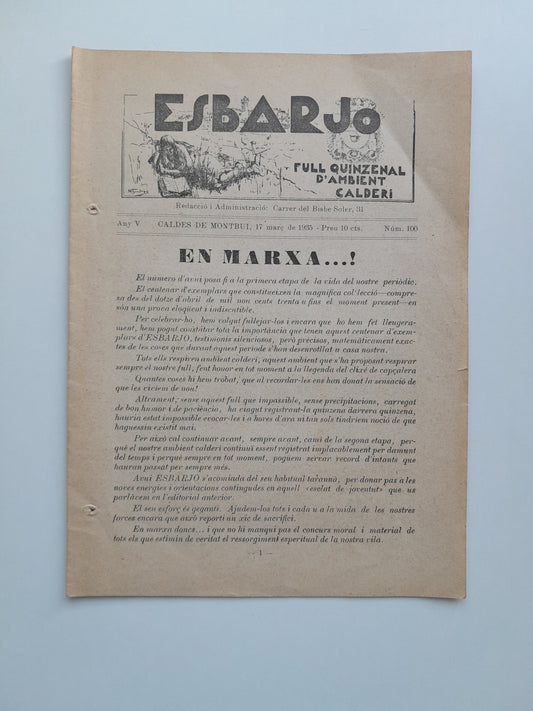 ESBARJO
FULL QUINZENAL
D'AMBIENT
CALDERÍ
Redacció i Administració: Carrer del Bisbe Soler, 31
Any V CALDES DE MONTBUI, 17 març de 1935 - Preu 10 cts. Núm. 100
EN MARXA...!
El número d'avui posa fi a la primera etapa de la vida del nostre periòdic.
El centenar d'exemplars que constitueixen la magnífica col·lecció—compre-
sa des del dotze d'abril de mil nou cents trenta u fins el moment present—en
són una prova eloqüent i indiscutible.
Per celebrar-ho, hem volgut fullejar-los i encara que ho hem fet lleugera-
ment, hem pogut constatar tota la importància que tenen aquest centenar d'exem-
plars d'ESBARJO, testimonis silenciosos, però precisos, matemàticament exac-
tes de les coses que durant aquest període s'han desenrotllat a casa nostra.
Tots ells respiren ambient calderí, aquest ambient que s'ha proposat respirar
sempre el nostre full, fent honor en tot moment a la llegenda del clixé de capçalera
— Quantes coses hi hem trobat, que al recordar-les ens han donat la sensació de
que les vivíem de nou!
Altrament, sense aquest full que impassible, sense precipitacions, carregat
de bon humor i de paciència, ha vingut registrant-la quinzena darrera quinzena,
hauria estat impossible evocar-les i a hores d'ara ni tan sols tindríem noció de que
haguessin existit mai.
Per això cal continuar avant, sempre avant, camí de la segona etapa, per-
què el nostre ambient calderí continuï essent registrat implacablement per damunt
del temps i perquè sempre en tot moment, poguem servar record d'intants que
hauran passat per sempre més.
Avui ESBARJO s'acomiada del seu habitual tarannà, per donar pas a les
noves energies i orientacions contingudes en aquell «esclat de joventut» que us
parlàvem en l'editorial anterior.
El seu esforç és gegantí. Ajudem-los tots i cada u a la mida de les nostres
forces encara que això reporti un xic de sacrifici.
En marxa doncs... i que no hi manqui pas el concurs moral i material de
tots els que estimin de veritat el ressorgiment espiritual de la nostra vila.
— 1 —